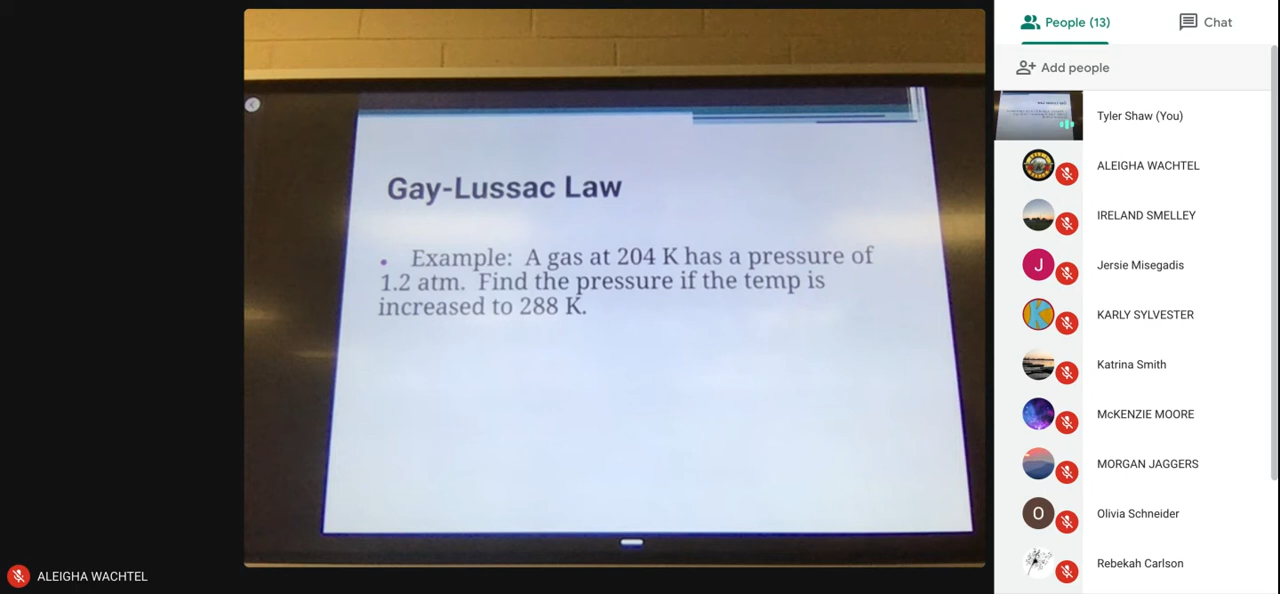 People (13)
Chat
Add people
Tyler Shaw (You)
ALEIGHA WACHTEL
IRELAND SMELLEY
Jersie Misegadis
J
KARLY SYLVESTER
K
Katrina Smith
McKENZIE MOORE
MORGAN JAGGERS
Olivia Schneider
O
Rebekah Carlson
Gay-Lussac Law
• Example: A gas at 204 K has a pressure of
1.2 atm. Find the pressure if the temp is
increased to 288 K.
ALEIGHA WACHTEL